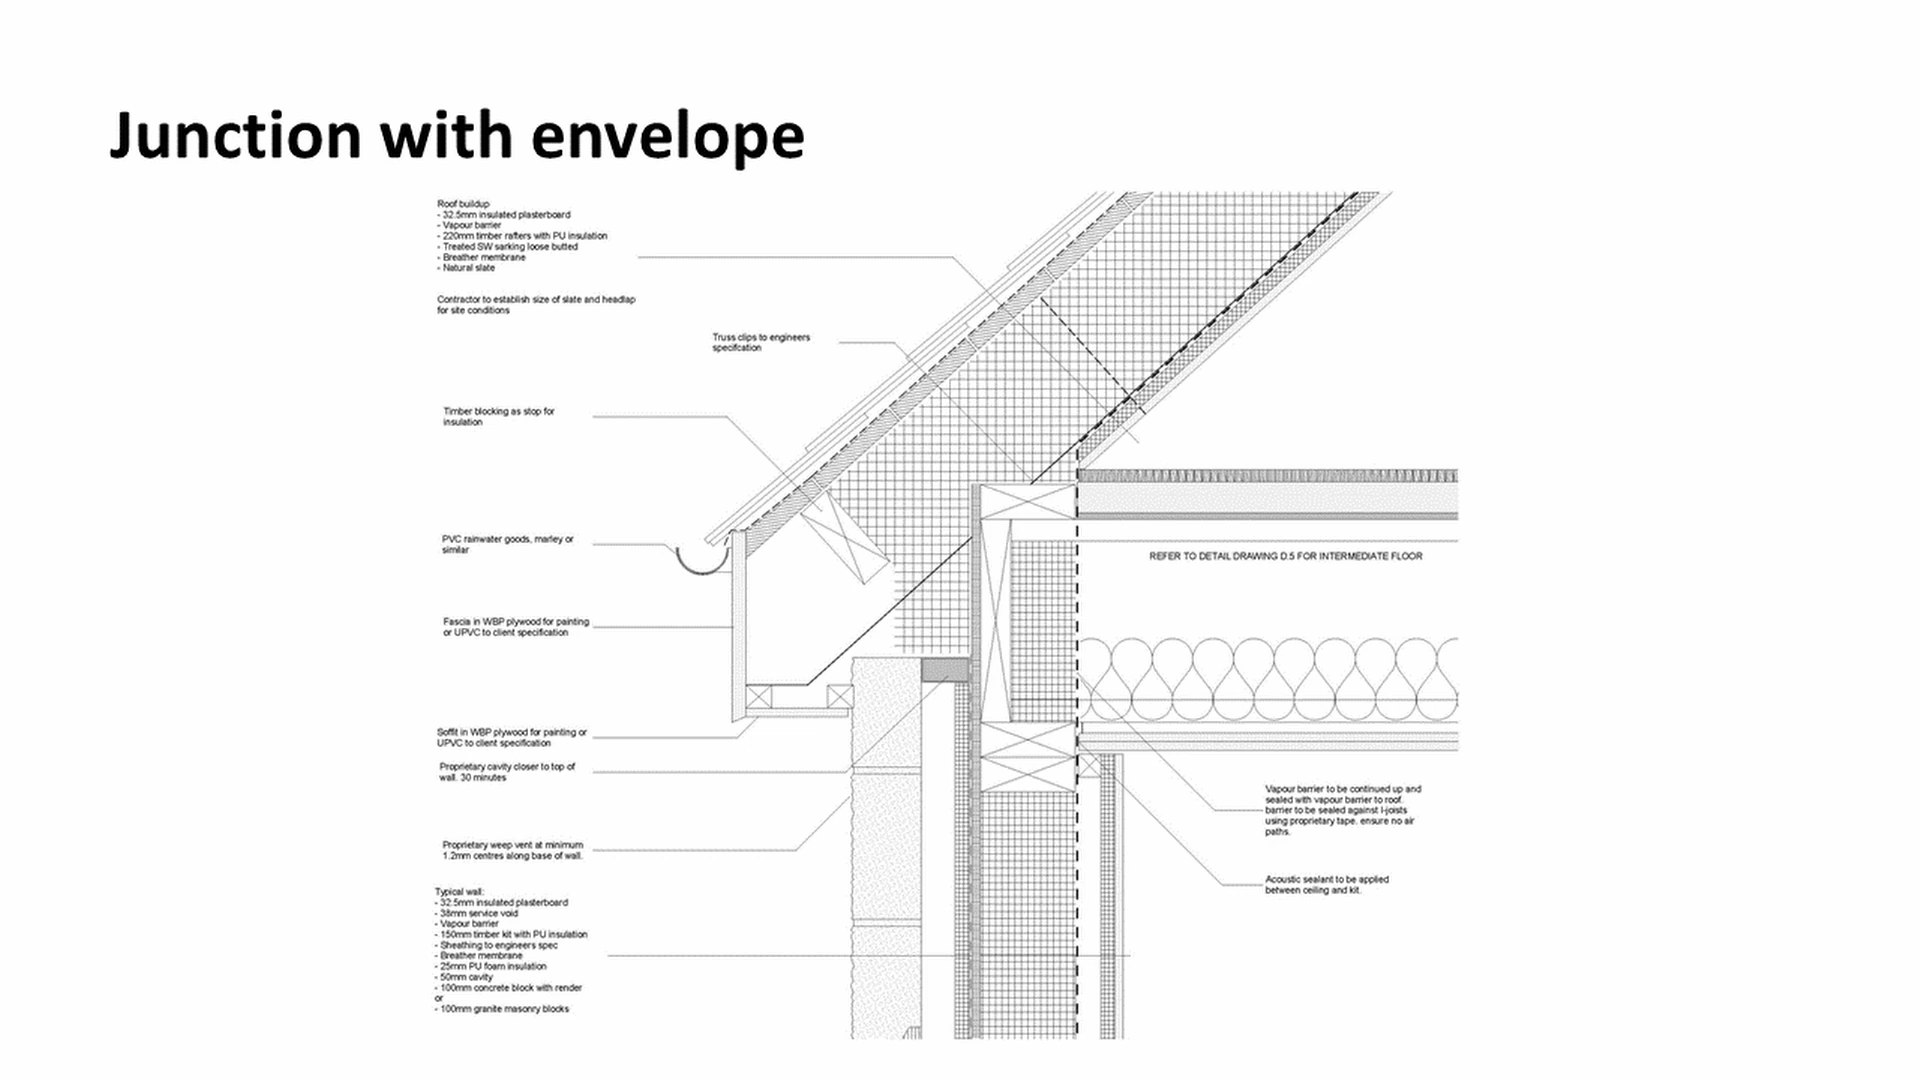 Junction with envelope
Roof buildup
- 32.5mm insulated plasterboard
- Vapour barrier
- 220mm timber rafters with PU insulation
- Treated SW sarking loose butted
- Breather membrane
- Natural slate
Contractor to establish size of slate and headlap
for site conditions
Truss clips to engineers
specifcation
Timber blocking as stop for
insulation
PVC rainwater goods, marley or
similar
REFER TO DETAIL DRAWING D.5 FOR INTERMEDIATE FLOOR
Fascia in WBP plywood for painting
or UPVC to client specification
Soffit in WBP plywood for painting or
UPVC to client specification
Proprietary cavity closer to top of
wall. 30 minutes
Vapour barrier to be continued up and
sealed with vapour barrier to roof.
barrier to be sealed against I-joists
using proprietary tape. ensure no air
paths.
Proprietary weep vent at minimum
1.2mm centres along base of wall.
Acoustic sealant to be applied
between ceiling and kit.
Typical wall:
- 32.5mm insulated plasterboard
- 38mm service void
- Vapour barrier
- 150mm timber kit with PU insulation
- Sheathing to engineers spec
- Breather membrane
- 25mm PU foam insulation
- 50mm cavity
- 100mm concrete block with render
or
- 100mm granite masonry blocks